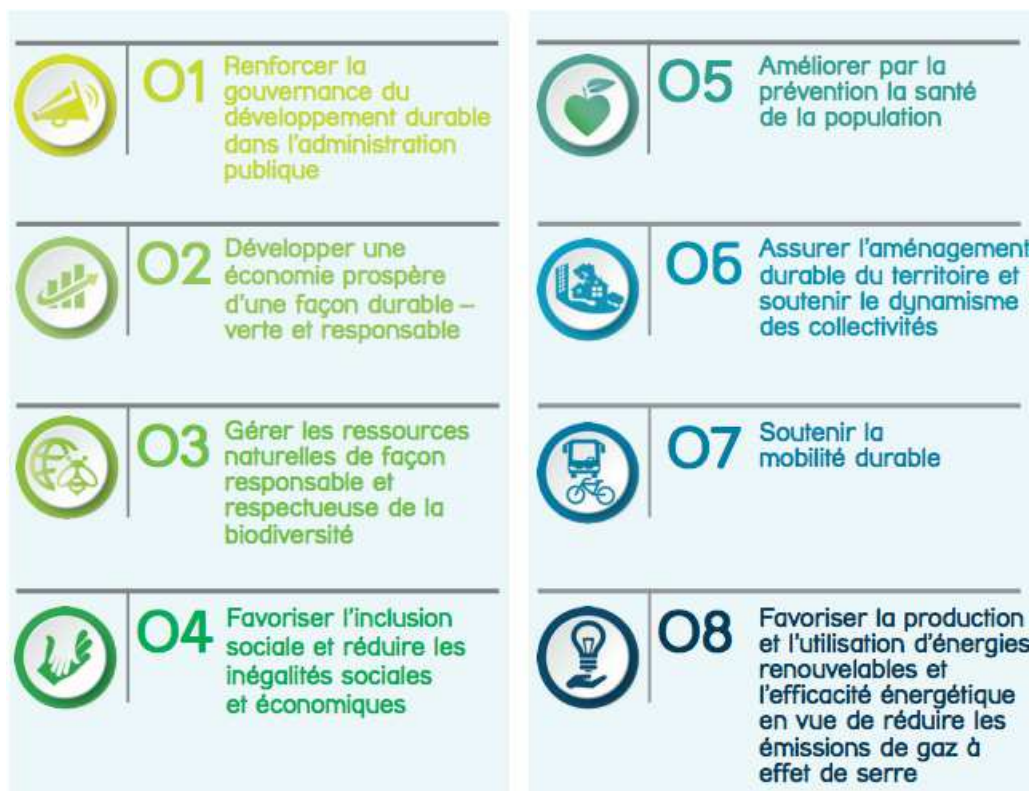 O1
Renforcer la
gouvernance du
développement durable
dans l'administration
publique
O2
Développer une
économie prospère
d'une façon durable –
verte et responsable
O3
Gérer les ressources
naturelles de façon
responsable et
respectueuse de la
biodiversité
O4
Favoriser l'inclusion
sociale et réduire les
inégalités sociales
et économiques
O5
Améliorer par la
prévention la santé
de la population
O6
Assurer l'aménagement
durable du territoire et
soutenir le dynamisme
des collectivités
O7
Soutenir la
mobilité durable
O8
Favoriser la production
et l'utilisation d'énergies
renouvelables et
l'efficacité énergétique
en vue de réduire les
émissions de gaz à
effet de serre